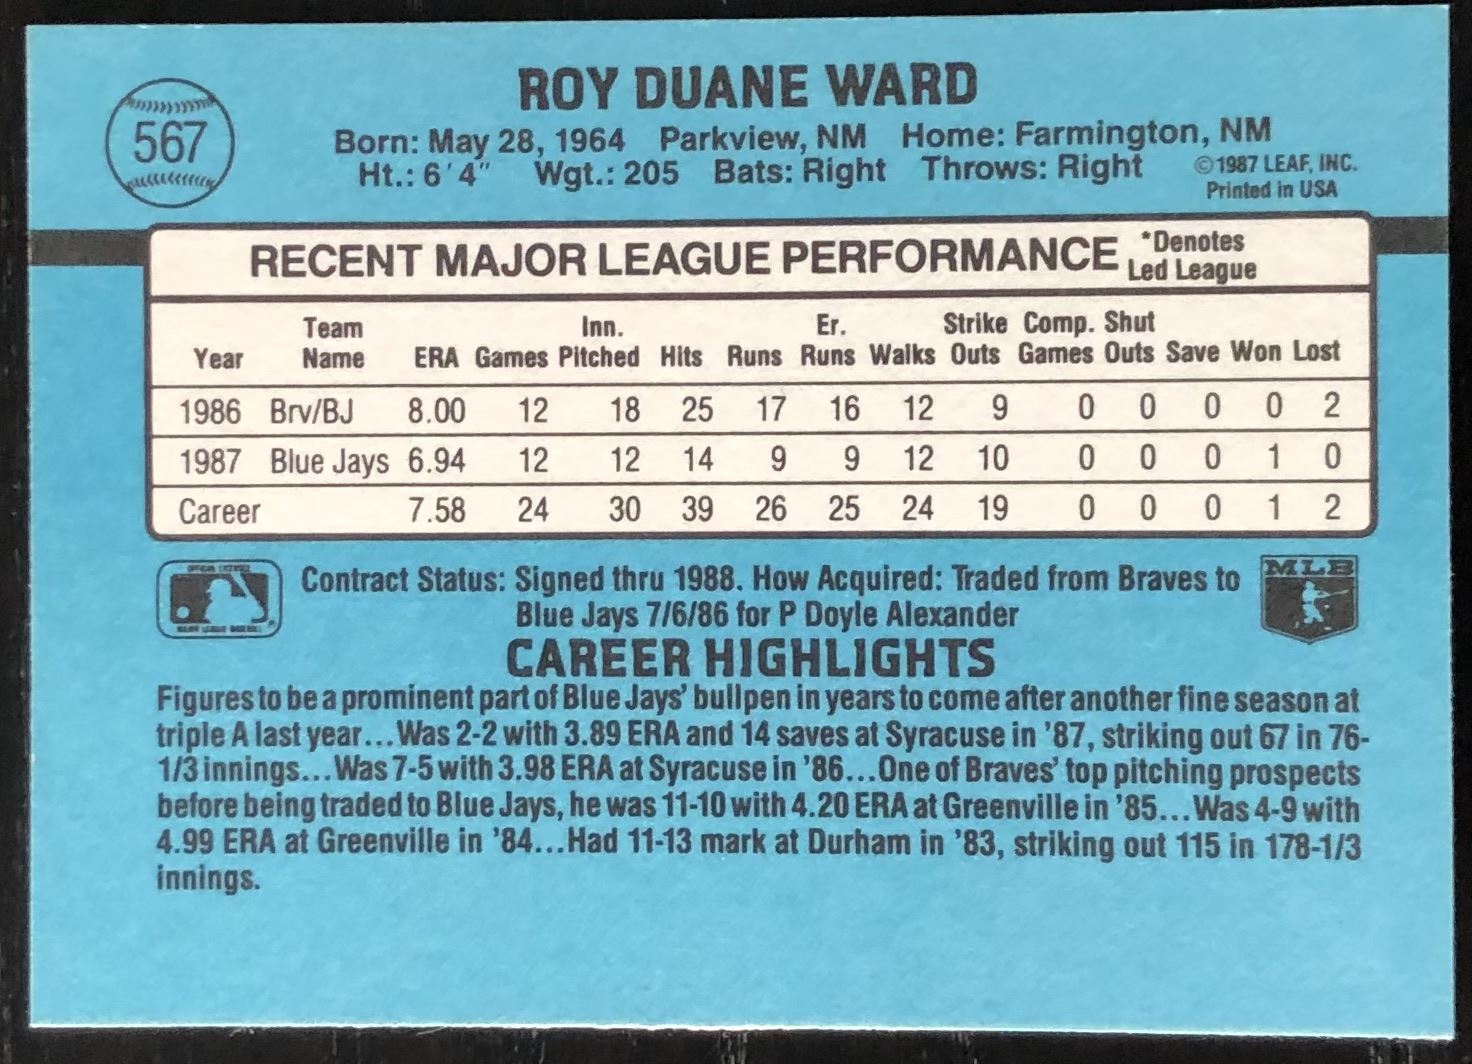 567
ROY DUANE WARD
Born: May 28, 1964 Parkview, NM Home: Farmington, NM
Ht.: 6'4" Wgt.: 205 Bats: Right Throws: Right
©1987 LEAF, INC.
Printed in USA
RECENT MAJOR LEAGUE PERFORMANCE
*Denotes
Led League
Team Inn. Er. Strike Comp. Shut
Year Name ERA Games Pitched Hits Runs Runs Walks Outs Games Outs Save Won Lost
1986 Brv/BJ 8.00 12 18 25 17 16 12 9 0 0 0 0 2
1987 Blue Jays 6.94 12 12 14 9 9 12 10 0 0 0 1 0
Career 7.58 24 30 39 26 25 24 19 0 0 0 1 2
Contract Status: Signed thru 1988. How Acquired: Traded from Braves to
Blue Jays 7/6/86 for P Doyle Alexander
MLB
CAREER HIGHLIGHTS
Figures to be a prominent part of Blue Jays' bullpen in years to come after another fine season at
triple A last year...Was 2-2 with 3.89 ERA and 14 saves at Syracuse in '87, striking out 67 in 76-
1/3 innings...Was 7-5 with 3.98 ERA at Syracuse in '86...One of Braves' top pitching prospects
before being traded to Blue Jays, he was 11-10 with 4.20 ERA at Greenville in '85...Was 4-9 with
4.99 ERA at Greenville in '84...Had 11-13 mark at Durham in '83, striking out 115 in 178-1/3
innings.